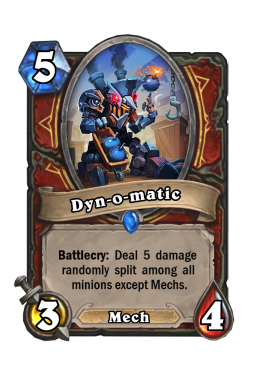 5
Dyn-o-matic
Battlecry: Deal 5 damage
randomly split among all
minions except Mechs.
3
Mech
4